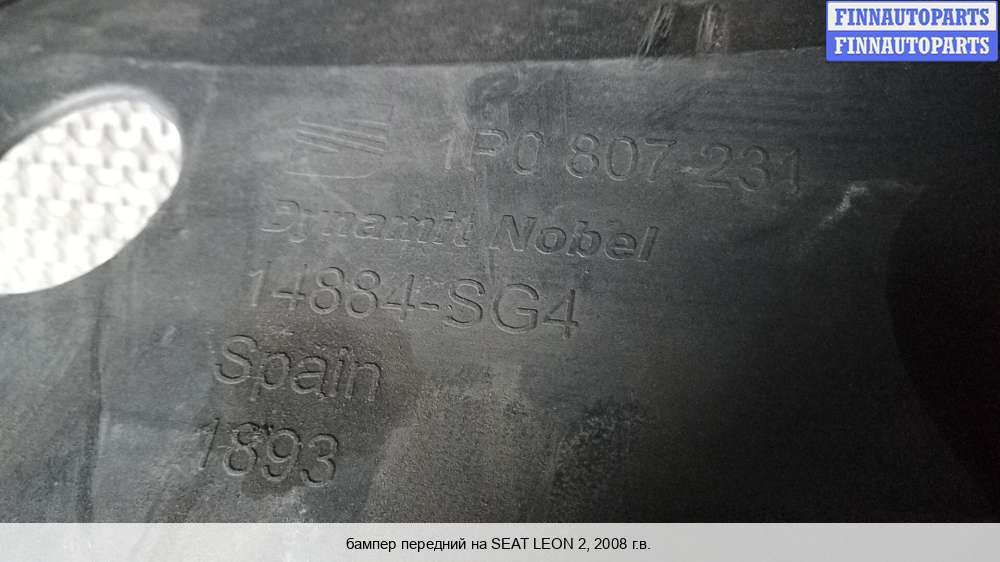 FINNAUTOPARTS
FINNAUTOPARTS
1P0 807-231
Dynamit Nobel
14884-SG4
Spain
1893
бампер передний на SEAT LEON 2, 2008 г.в.